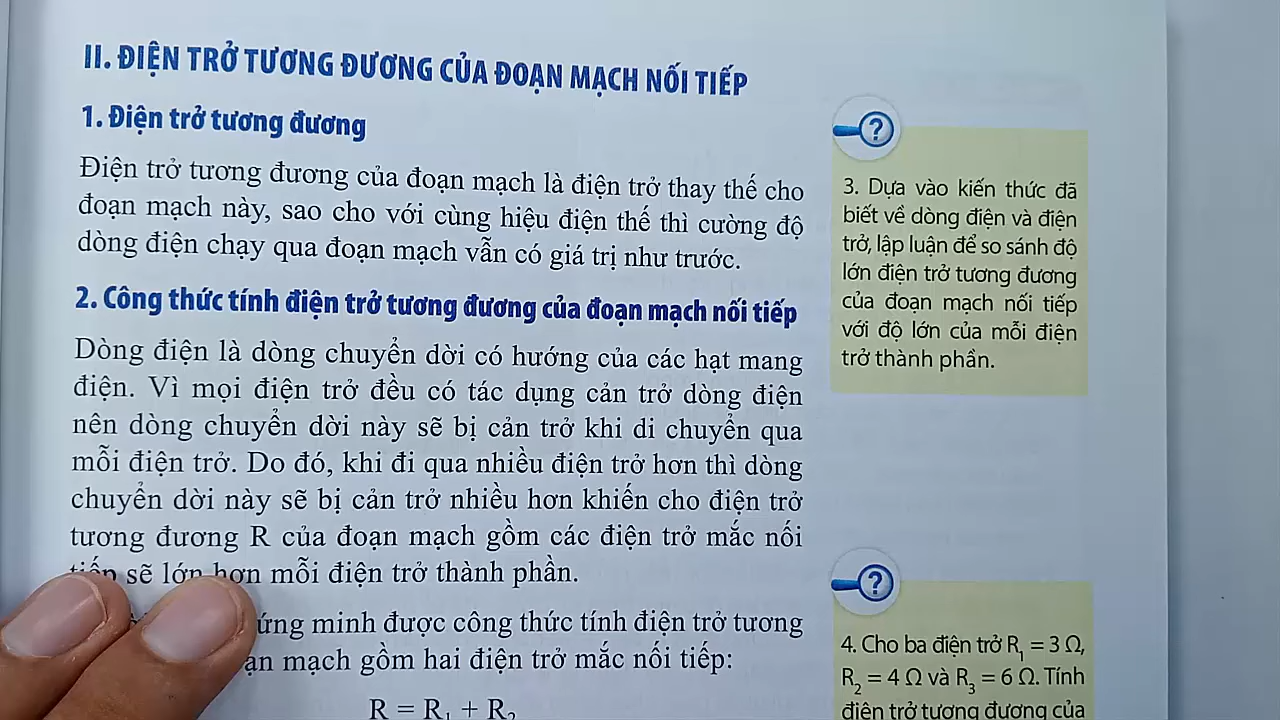 II. ĐIỆN TRỞ TƯƠNG ĐƯƠNG CỦA ĐOẠN MẠCH NỐI TIẾP
1. Điện trở tương đương
Điện trở tương đương của đoạn mạch là điện trở thay thế cho
đoạn mạch này, sao cho với cùng hiệu điện thế thì cường độ
dòng điện chạy qua đoạn mạch vẫn có giá trị như trước.
2. Công thức tính điện trở tương đương của đoạn mạch nối tiếp
Dòng điện là dòng chuyển dời có hướng của các hạt mang
điện. Vì mọi điện trở đều có tác dụng cản trở dòng điện
nên dòng chuyển dời này sẽ bị cản trở khi di chuyển qua
mỗi điện trở. Do đó, khi đi qua nhiều điện trở hơn thì dòng
chuyển dời này sẽ bị cản trở nhiều hơn khiến cho điện trở
tương đương R của đoạn mạch gồm các điện trở mắc nối
tiếp sẽ lớn hơn mỗi điện trở thành phần.
minh được công thức tính điện trở tương
mạch gồm hai điện trở mắc nối tiếp:
R = R₁ + R₂
3. Dựa vào kiến thức đã
biết về dòng điện và điện
trở, lập luận để so sánh độ
lớn điện trở tương đương
của đoạn mạch nối tiếp
với độ lớn của mỗi điện
trở thành phần.
4. Cho ba điện trở R₁ = 3 Ω,
R₂ = 4 Ω và R₃ = 6 Ω. Tính
điện trở tương đương của